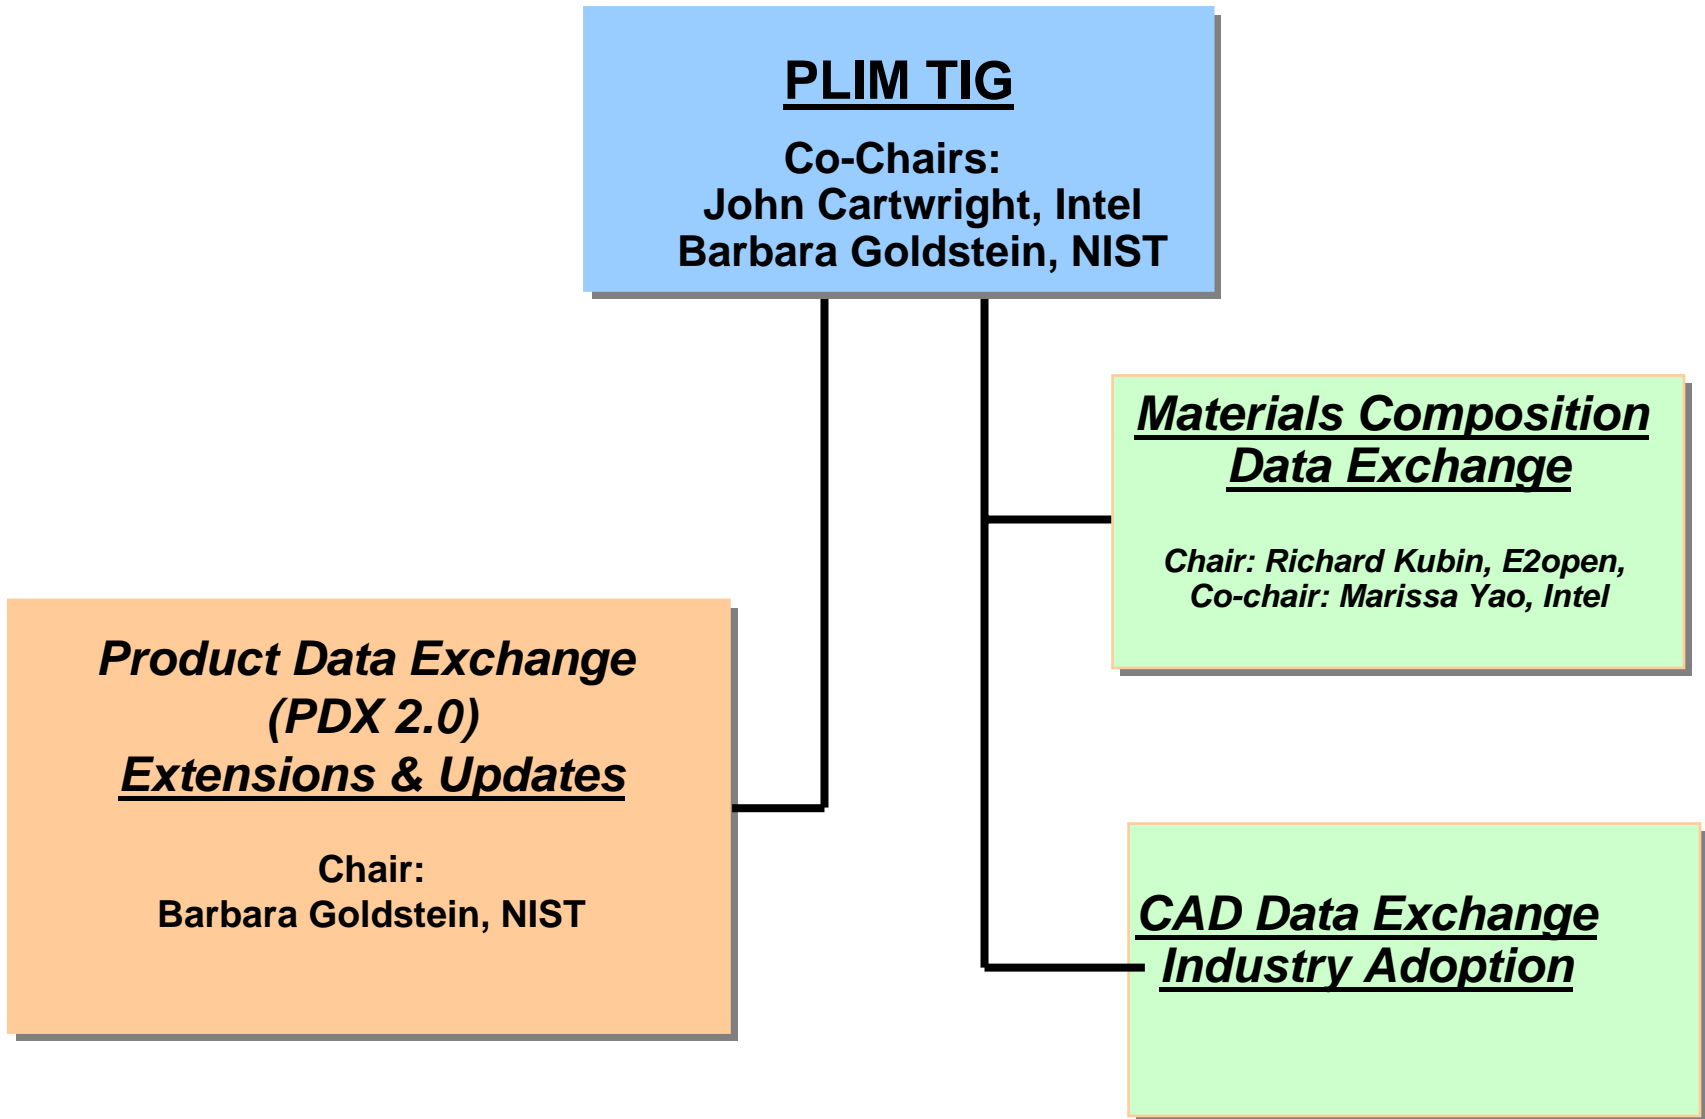 PLIM TIG
Co-Chairs:
John Cartwright, Intel
Barbara Goldstein, NIST
Materials Composition
Data Exchange
Chair: Richard Kubin, E2open,
Co-chair: Marissa Yao, Intel
Product Data Exchange
(PDX 2.0)
Extensions & Updates
Chair:
Barbara Goldstein, NIST
CAD Data Exchange
Industry Adoption